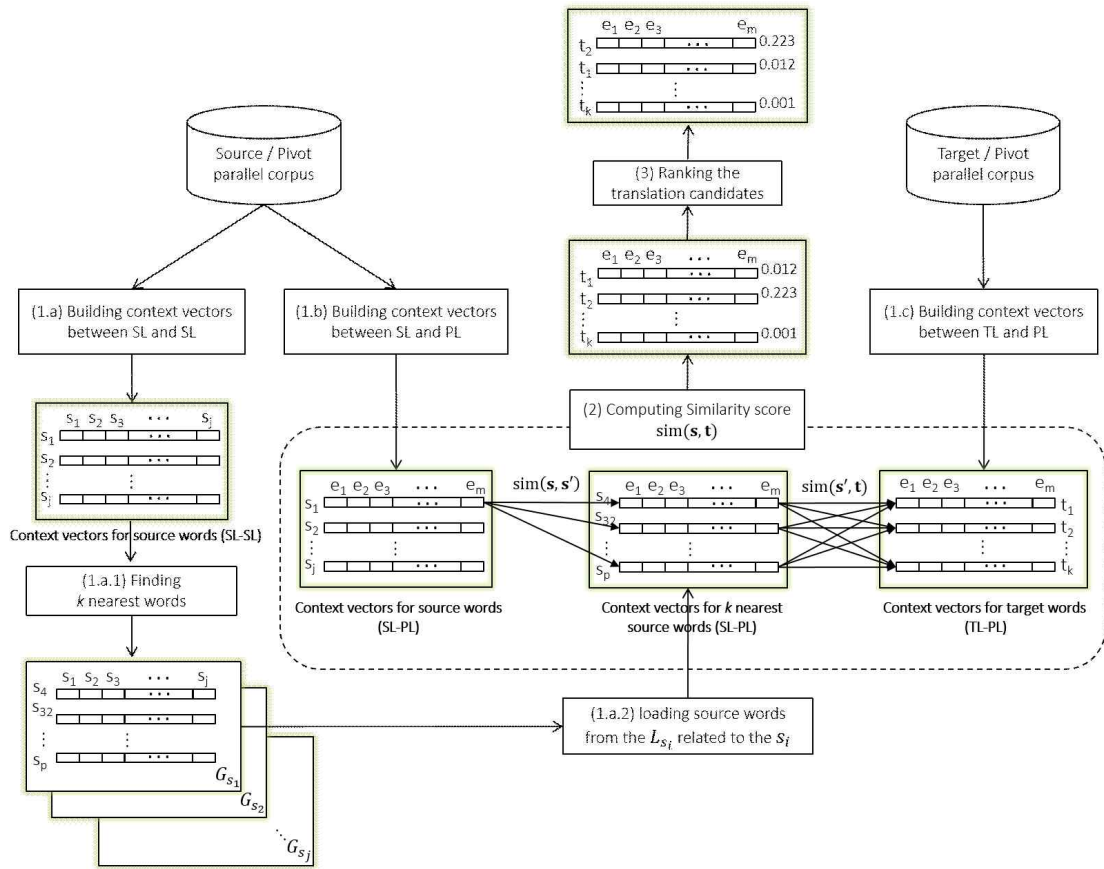 e1 e2 e3 ... em
t2 ... 0.223
t1 ... 0.012
⋮ ⋮
tk ... 0.001
Source / Pivot
parallel corpus
Target / Pivot
parallel corpus
(3) Ranking the
translation candidates
e1 e2 e3 ... em
t1 ... 0.012
t2 ... 0.223
⋮ ⋮
tk ... 0.001
(1.a) Building context vectors
between SL and SL
(1.b) Building context vectors
between SL and PL
(1.c) Building context vectors
between TL and PL
(2) Computing Similarity score
sim(s, t)
s1 s2 s3 ... sj
s1 ...
s2 ...
⋮ ⋮
sj ...
Context vectors for source words (SL-SL)
e1 e2 e3 ... em
s1 ...
s2 ...
⋮ ⋮
sj ...
Context vectors for source words
(SL-PL)
sim(s, s′)
e1 e2 e3 ... em
s4 ...
s32 ...
⋮ ⋮
sp ...
Context vectors for k nearest
source words (SL-PL)
sim(s′, t)
e1 e2 e3 ... em
... t1
... t2
⋮ ⋮
... tk
Context vectors for target words
(TL-PL)
(1.a.1) Finding
k nearest words
s1 s2 s3 ... sj
s4 ...
s32 ...
⋮ ⋮
sp ...
Gs1
Gs2
⋱Gsj
(1.a.2) loading source words
from the Lsi related to the si